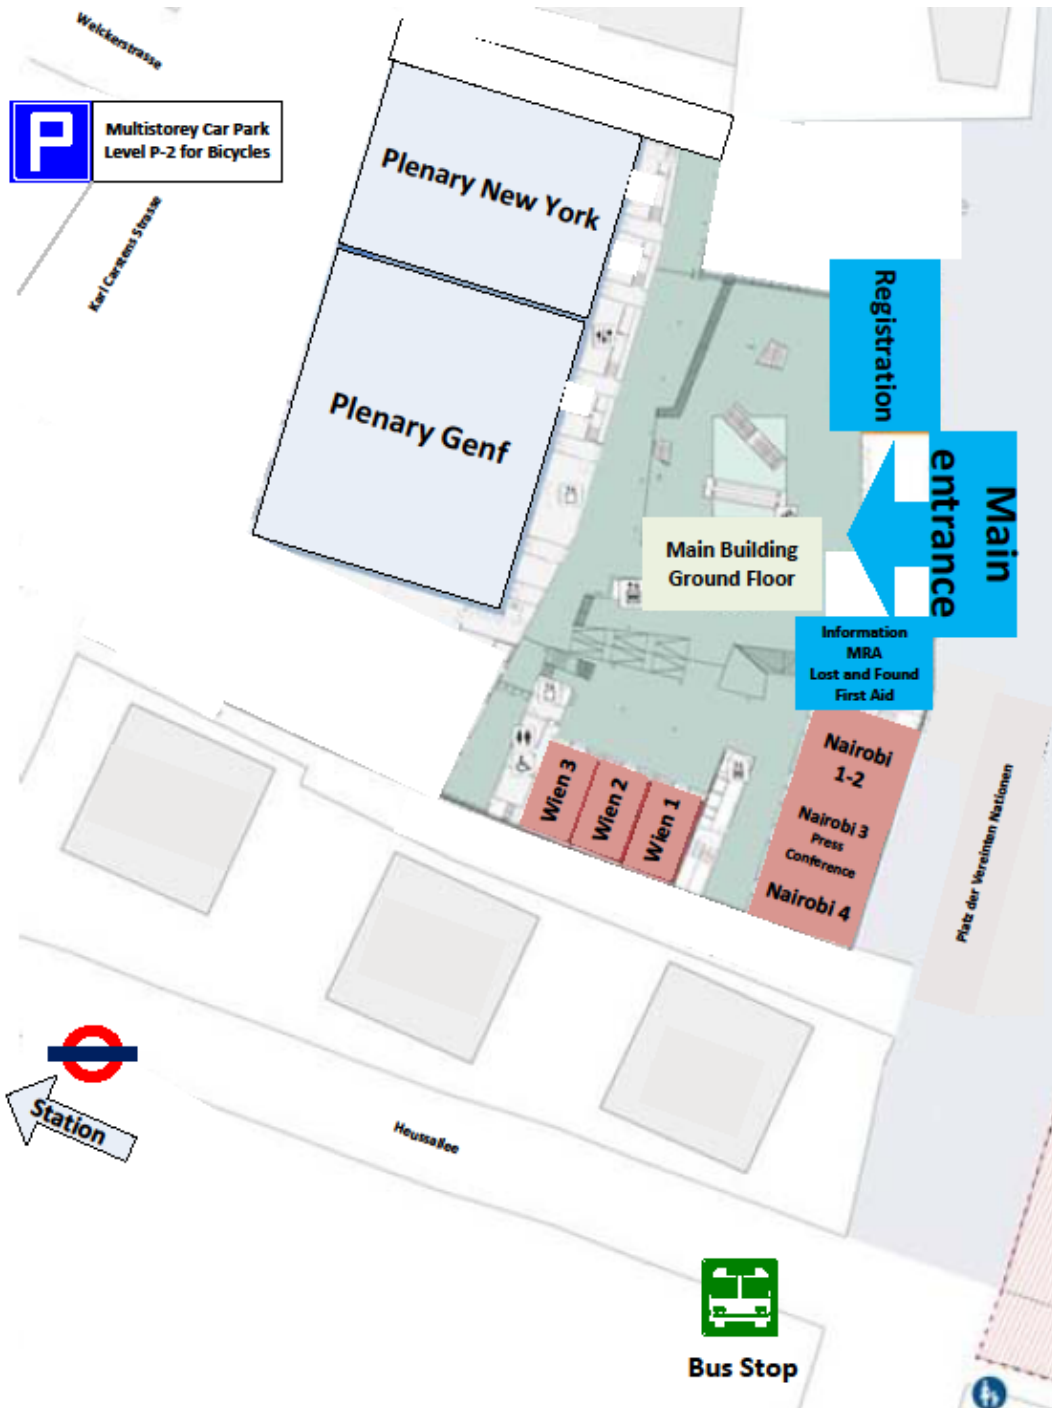 Welckerstrasse
P
Multistorey Car Park
Level P-2 for Bicycles
Karl Carstens Strasse
Plenary New York
Plenary Genf
Registration
Main
entrance
Main Building
Ground Floor
Information
MRA
Lost and Found
First Aid
Nairobi
1-2
Nairobi 3
Press
Conference
Nairobi 4
Wien 3
Wien 2
Wien 1
Platz der Vereinten Nationen
Station
Heussallee
Bus Stop